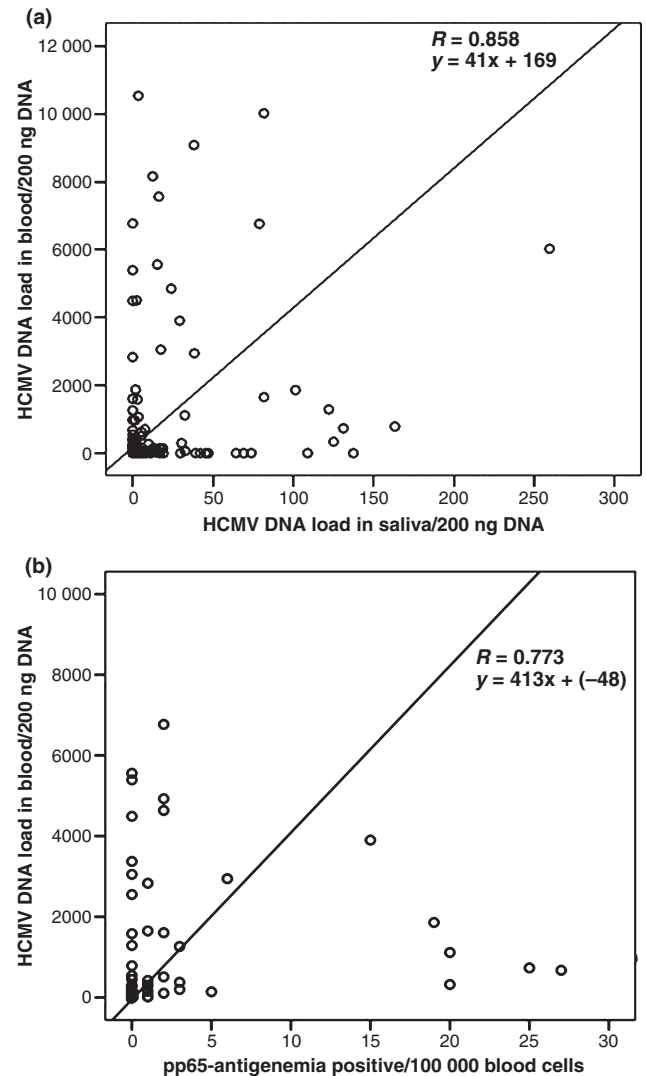 (a)
R = 0.858
y = 41x + 169
HCMV DNA load in blood/200 ng DNA
12 000
10 000
8000
6000
4000
2000
0
0 50 100 150 200 250 300
HCMV DNA load in saliva/200 ng DNA
(b)
R = 0.773
y = 413x + (–48)
HCMV DNA load in blood/200 ng DNA
10 000
8000
6000
4000
2000
0
0 5 10 15 20 25 30
pp65-antigenemia positive/100 000 blood cells